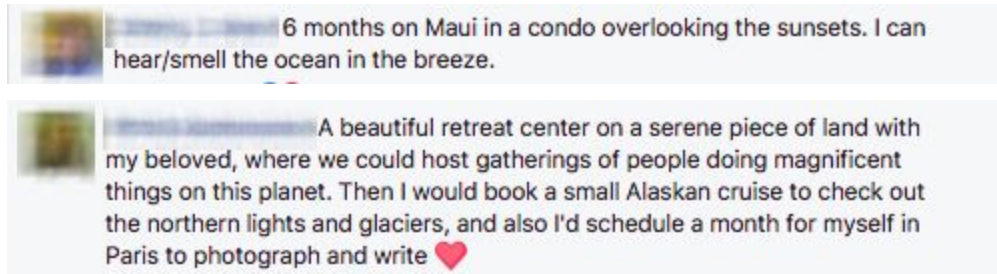 6 months on Maui in a condo overlooking the sunsets. I can
hear/smell the ocean in the breeze.
A beautiful retreat center on a serene piece of land with
my beloved, where we could host gatherings of people doing magnificent
things on this planet. Then I would book a small Alaskan cruise to check out
the northern lights and glaciers, and also I'd schedule a month for myself in
Paris to photograph and write